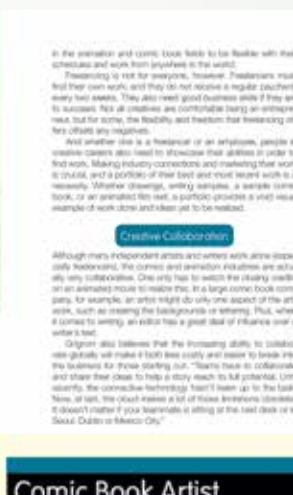 in the animation and comic book fields to be flexible with their
schedules and work from anywhere in the world.
Freelancing is not for everyone, however. Freelancers must
find their own work, and they do not receive a regular paycheck
every two weeks. They also need good business skills if they are
to succeed. Not all creatives are comfortable being an entrepre-
neur, but for some, the flexibility and freedom that freelancing of-
fers offsets any negatives.
And whether one is a freelancer or an employee, people in
creative careers also need to showcase their abilities in order to
find work. Making industry connections and marketing their work
is crucial, and a portfolio of their best and most recent work is a
necessity. Whether drawings, writing samples, a sample comic
book, or an animated film reel, a portfolio provides a vivid visual
example of work done and ideas yet to be realized.
Creative Collaboration
Although many independent artists and writers work alone (espe-
cially freelancers), the comics and animation industries are actu-
ally very collaborative. One only has to watch the closing credits
on an animated movie to realize this. In a large comic book com-
pany, for example, an artist might do only one aspect of the art-
work, such as creating the backgrounds or lettering. Plus, when
it comes to writing, an editor has a great deal of influence over a
writer's text.
Grignon also believes that the increasing ability to collabo-
rate globally will make it both less costly and easier to break into
the business for those starting out. "Teams have to collaborate
and share their ideas to help a story reach its full potential. Until
recently, the connective technology hasn't been up to the task.
Now, at last, the cloud makes a lot of those limitations obsolete.
It doesn't matter if your teammate is sitting at the next desk or in
Seoul, Dublin or Mexico City."
Comic Book Artist